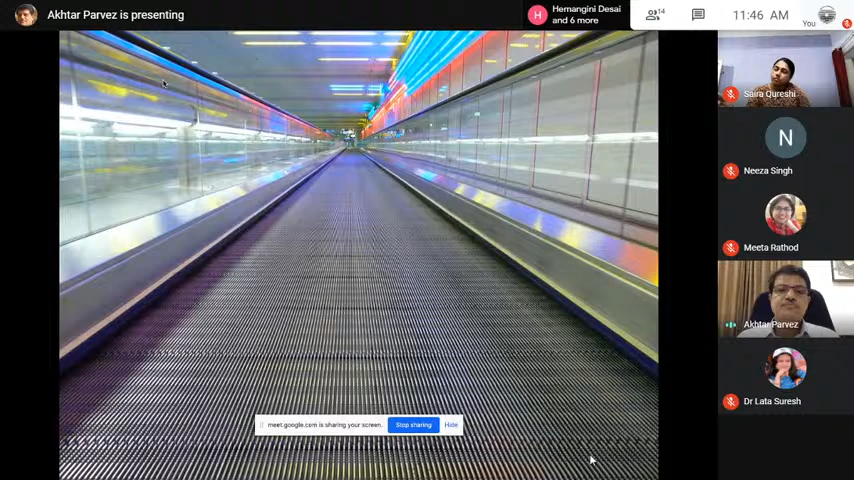 Akhtar Parvez is presenting
H
Hemangini Desai
and 6 more
14
11:46 AM
You
Saira Qureshi
N
Neeza Singh
Meeta Rathod
Akhtar Parvez
Dr Lata Suresh
meet.google.com is sharing your screen.
Stop sharing
Hide